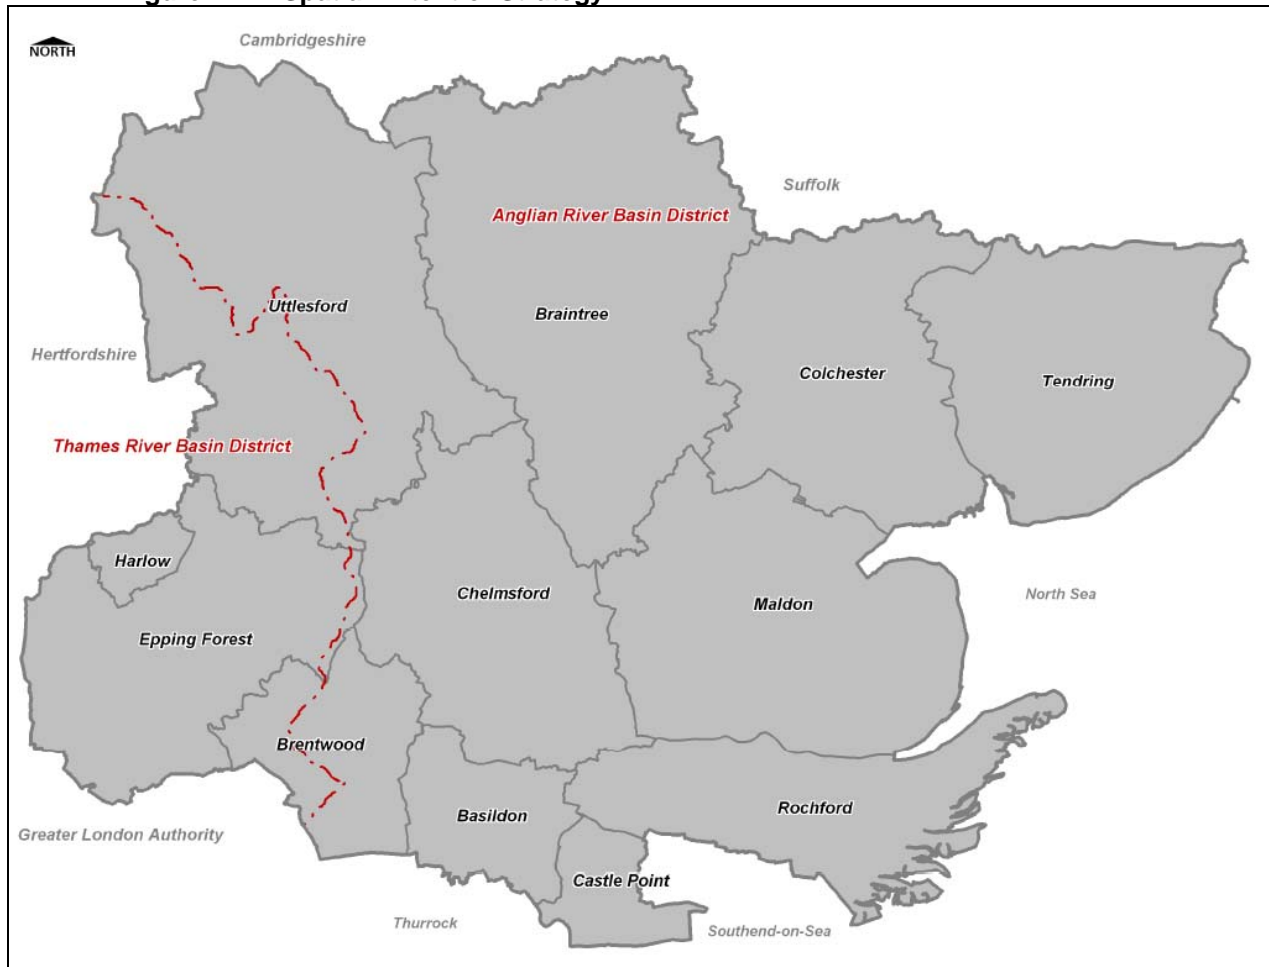 Strategy
NORTH
Cambridgeshire
Suffolk
Anglian River Basin District
Uttlesford
Braintree
Hertfordshire
Colchester
Tendring
Thames River Basin District
Harlow
Chelmsford
North Sea
Maldon
Epping Forest
Brentwood
Rochford
Basildon
Greater London Authority
Castle Point
Thurrock
Southend-on-Sea